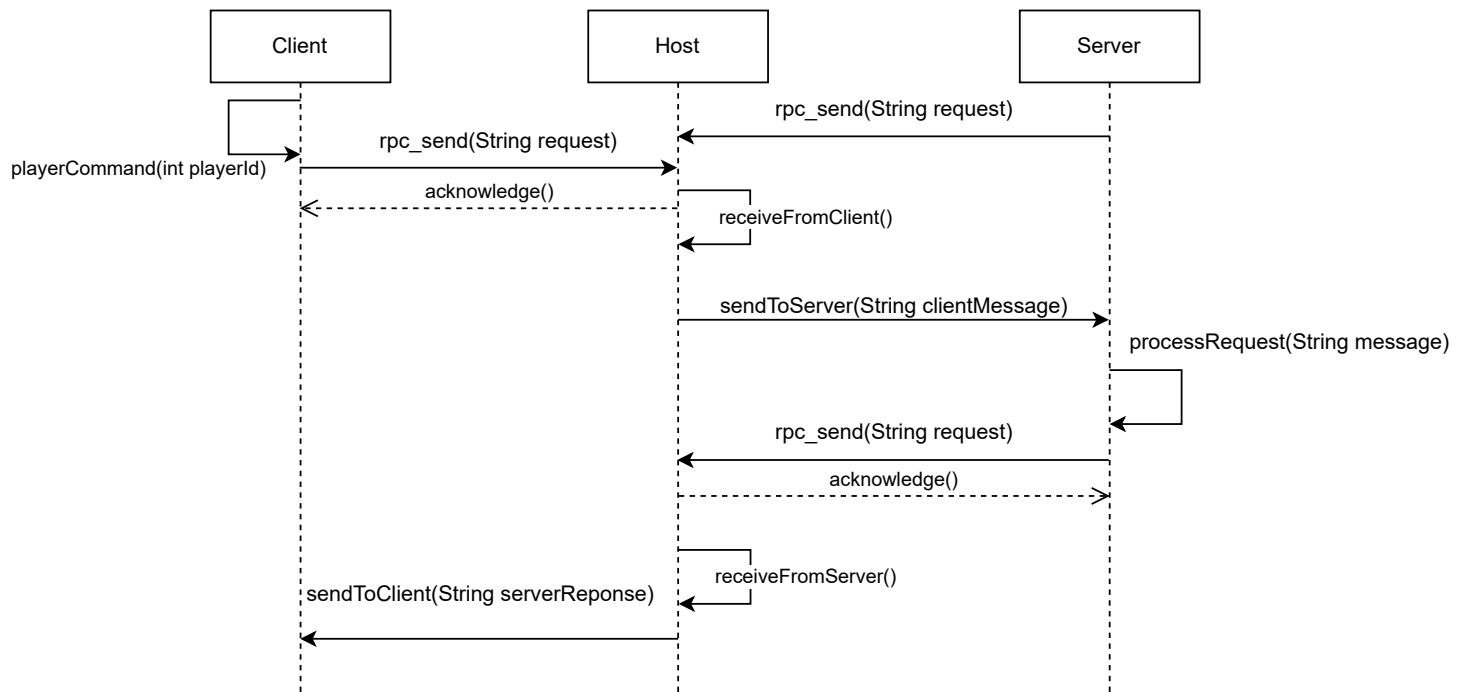 Client
Host
Server
rpc_send(String request)
rpc_send(String request)
playerCommand(int playerId)
acknowledge()
receiveFromClient()
sendToServer(String clientMessage)
processRequest(String message)
rpc_send(String request)
acknowledge()
receiveFromServer()
sendToClient(String serverReponse)